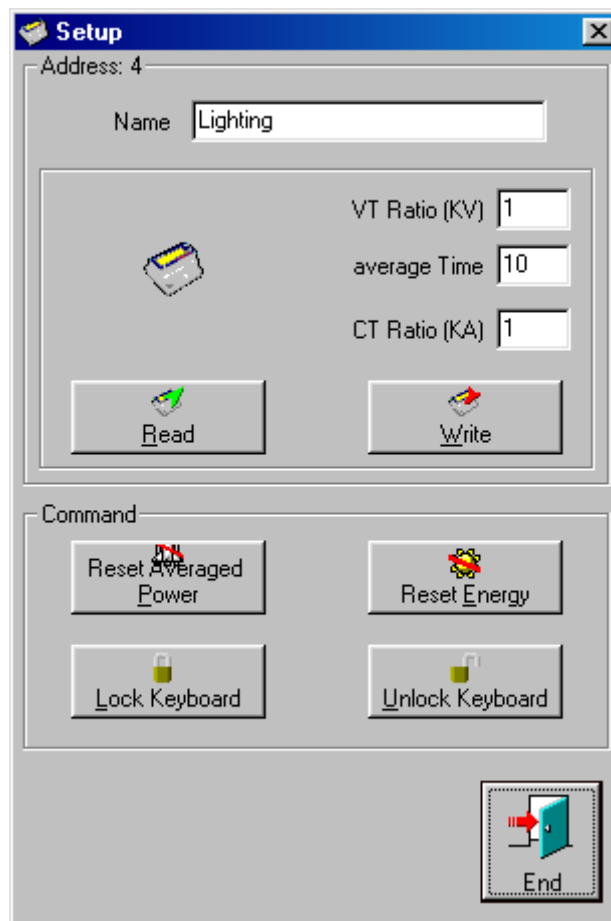 Setup
Address: 4
Name Lighting
VT Ratio (KV) 1
average Time 10
CT Ratio (KA) 1
Read Write
Command
Reset Averaged
Power
Reset Energy
Lock Keyboard Unlock Keyboard
End